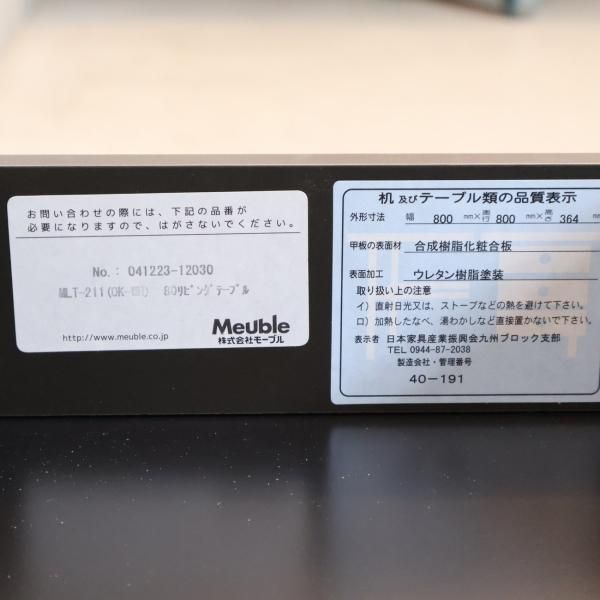 お問い合わせの際には、下記の品番が
必要になりますので、はがさないでください。
No.: 041223-12030
MLT-211(OK-BR) 80リビングテーブル
http://www.meuble.co.jp
Meuble
株式会社モーブル
机及びテーブル類の品質表示
外形寸法 幅 800 mm× 奥行 800 mm× 高さ 364 mm
甲板の表面材 合成樹脂化粧合板
表面加工 ウレタン樹脂塗装
取り扱い上の注意
イ)直射日光又は、ストーブなどの熱を避けて下さい。
ロ)加熱したなべ、湯わかしなど直接置かないで下さい。
表示者 日本家具産業振興会九州ブロック支部
TEL 0944-87-2038
製造会社・管理番号
40-191